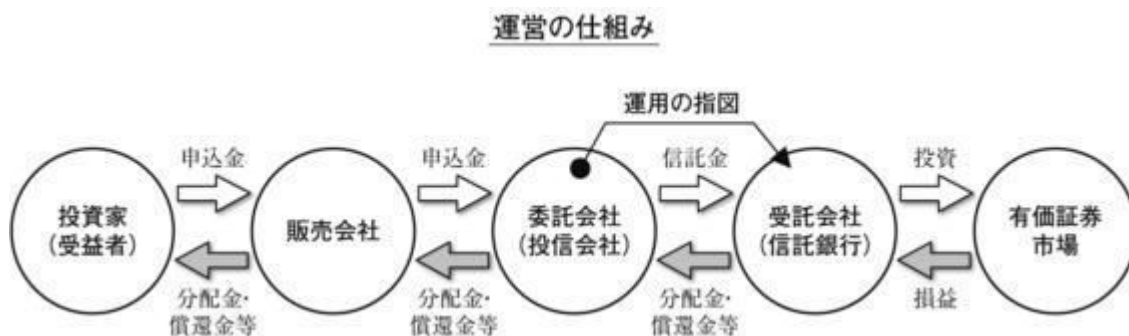 運営の仕組み
運用の指図
申込金
申込金
信託金
投資
投資家
(受益者)
販売会社
委託会社
(投信会社)
受託会社
(信託銀行)
有価証券
市場
分配金・
償還金等
分配金・
償還金等
分配金・
償還金等
損益